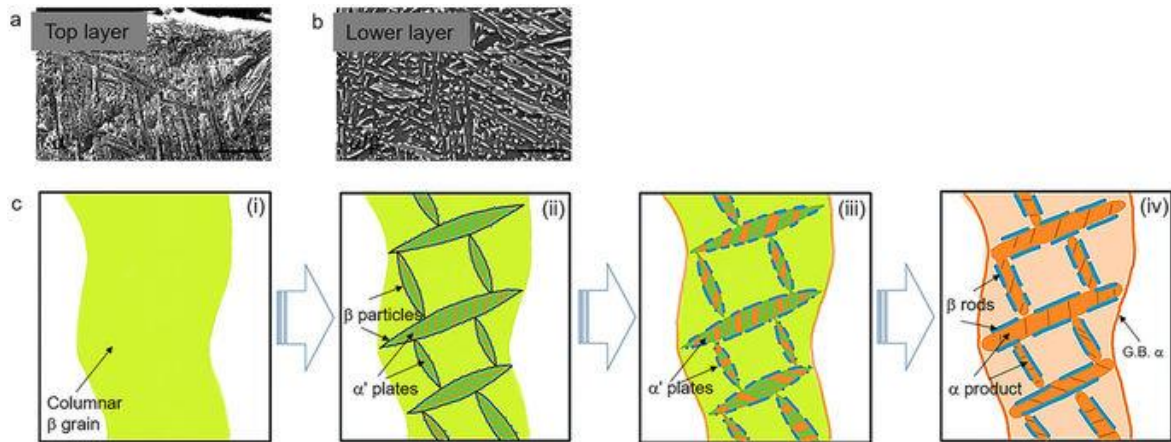 a
Top layer
b
Lower layer
c
(i)
Columnar
β grain
(ii)
β particles
α' plates
(iii)
α' plates
(iv)
β rods
α product
G.B. α